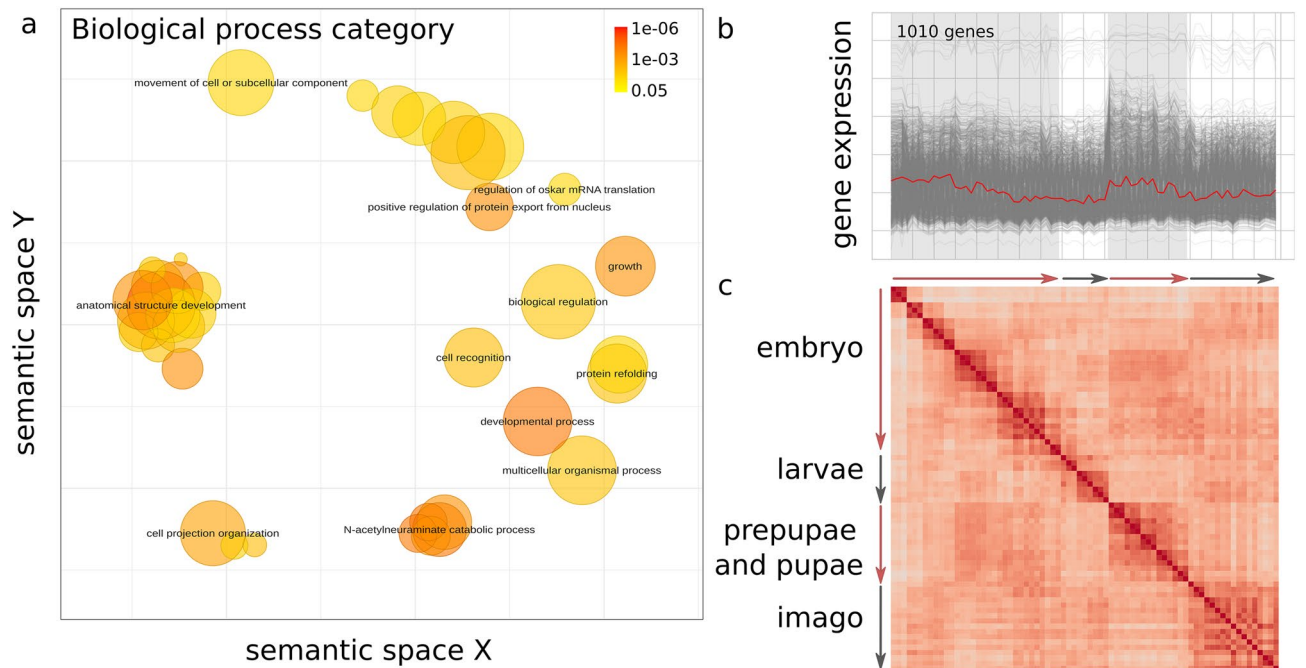 a
Biological process category
1e-06
1e-03
0.05
movement of cell or subcellular component
regulation of oskar mRNA translation
positive regulation of protein export from nucleus
growth
anatomical structure development
biological regulation
cell recognition
protein refolding
developmental process
multicellular organismal process
cell projection organization
N-acetylneuraminate catabolic process
semantic space Y
semantic space X
b
1010 genes
gene expression
c
embryo
larvae
prepupae
and pupae
imago